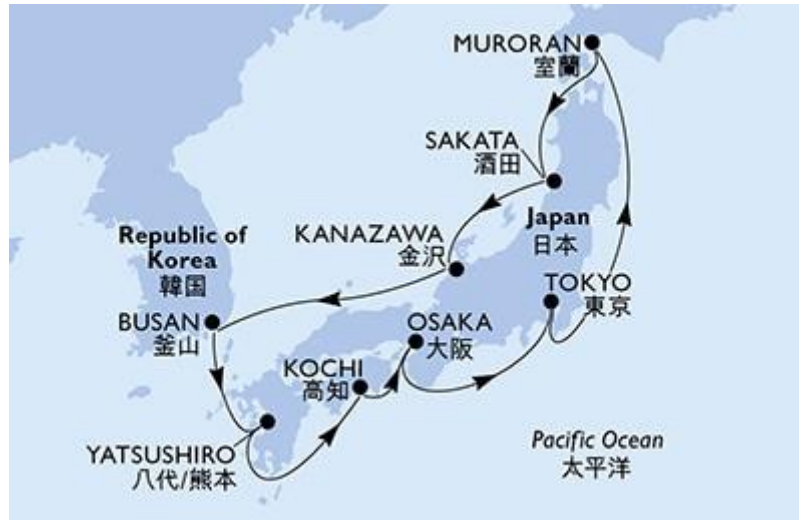 MURORAN
室蘭
SAKATA
酒田
Japan
日本
KANAZAWA
金沢
Republic of
Korea
韓国
TOKYO
東京
BUSAN
釜山
OSAKA
大阪
KOCHI
高知
YATSUSHIRO
八代/熊本
Pacific Ocean
太平洋